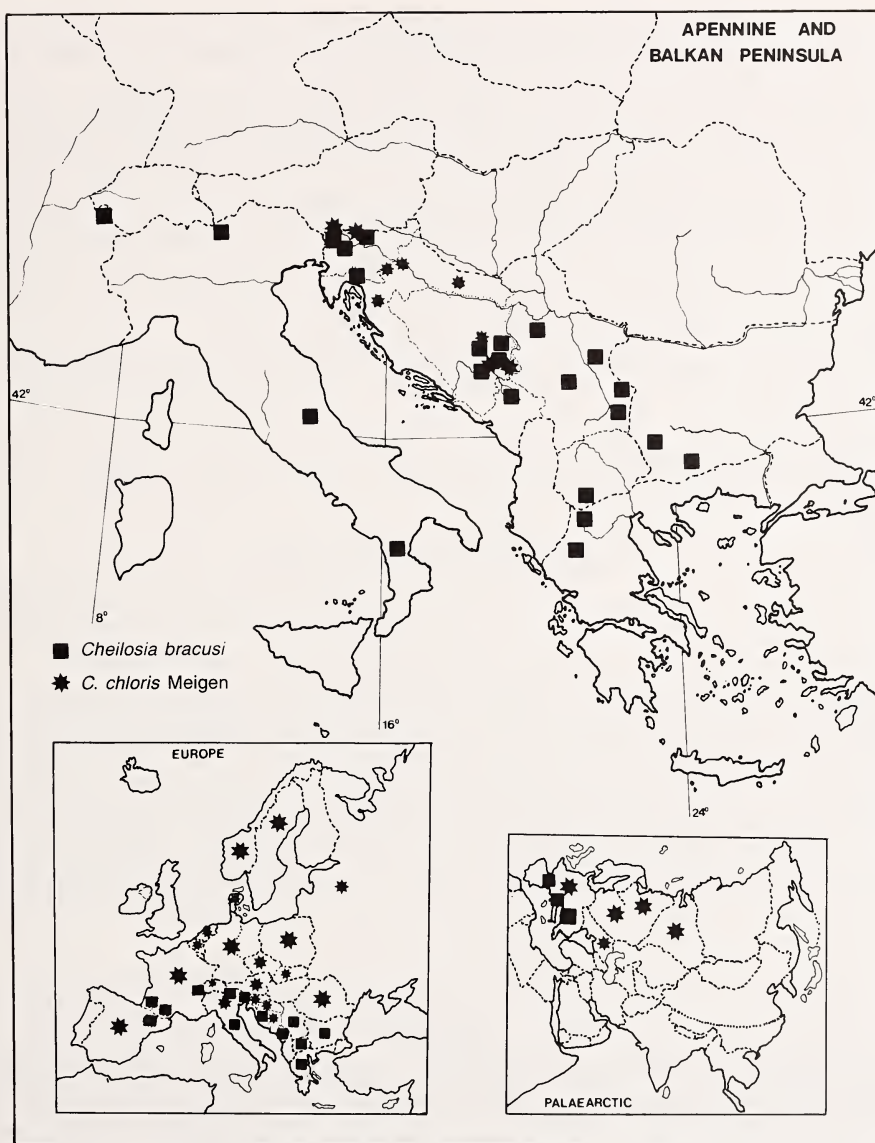 APENNINE AND
BALKAN PENINSULA
42°
42°
8°
Cheilosia bracusi
C. chloris Meigen
16°
24°
EUROPE
PALAEARCTIC